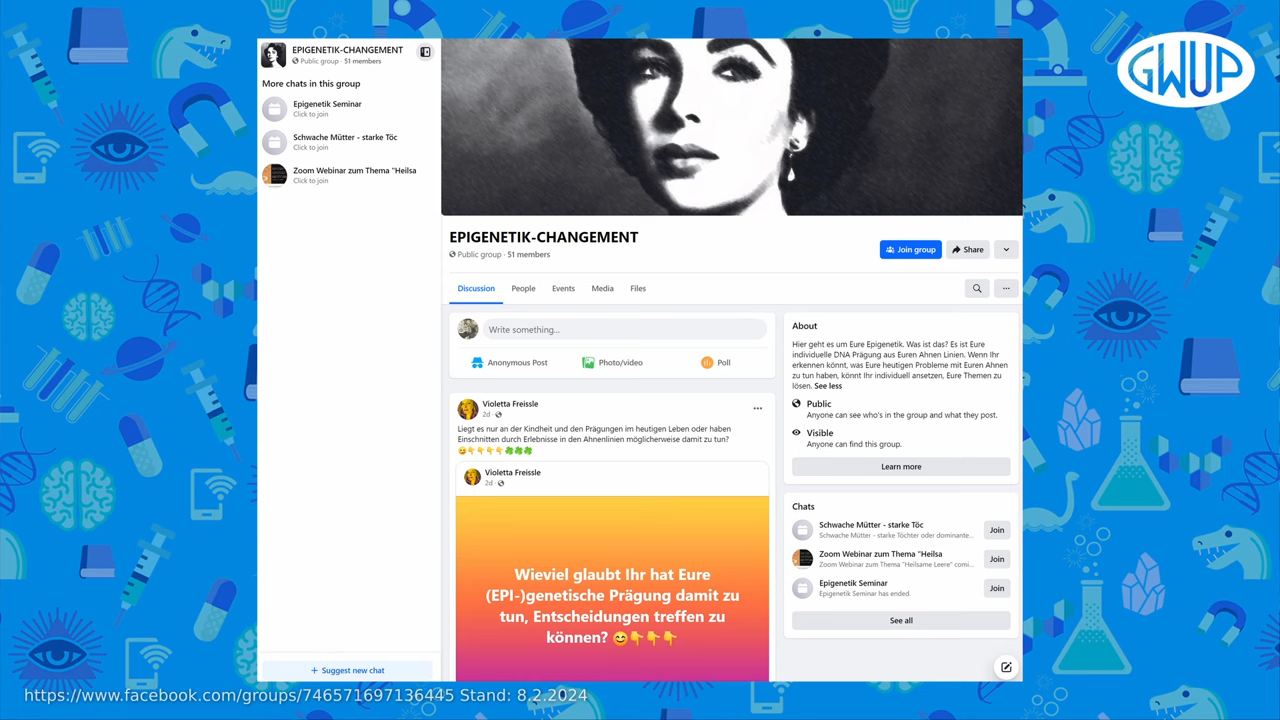 GWUP
EPIGENETIK-CHANGEMENT
Public group · 51 members
More chats in this group
Epigenetik Seminar
Click to join
Schwache Mütter - starke Töc
Click to join
Zoom Webinar zum Thema "Heilsa
Click to join
+ Suggest new chat
EPIGENETIK-CHANGEMENT
Public group · 51 members
Join group
Share
Discussion
People
Events
Media
Files
Write something...
Anonymous Post
Photo/video
Poll
Violetta Freissle
2d ·
Liegt es nur an der Kindheit und den Prägungen im heutigen Leben oder haben
Einschnitten durch Erlebnisse in den Ahnenlinien möglicherweise damit zu tun?
😅👇👇👇👇🍀🍀🍀
Violetta Freissle
2d ·
Wieviel glaubt Ihr hat Eure
(EPI-)genetische Prägung damit zu
tun, Entscheidungen treffen zu
können? 😊👇👇👇
About
Hier geht es um Eure Epigenetik. Was ist das? Es ist Eure
individuelle DNA Prägung aus Euren Ahnen Linien. Wenn Ihr
erkennen könnt, was Eure heutigen Probleme mit Euren Ahnen
zu tun haben, könnt Ihr individuell ansetzen, Eure Themen zu
lösen. See less
Public
Anyone can see who's in the group and what they post.
Visible
Anyone can find this group.
Learn more
Chats
Schwache Mütter - starke Töc
Schwache Mütter - starke Töchter oder dominante...
Join
Zoom Webinar zum Thema "Heilsa
Zoom Webinar zum Thema "Heilsame Leere" comi...
Join
Epigenetik Seminar
Epigenetik Seminar has ended.
Join
See all
https://www.facebook.com/groups/746571697136445 Stand: 8.2.2024